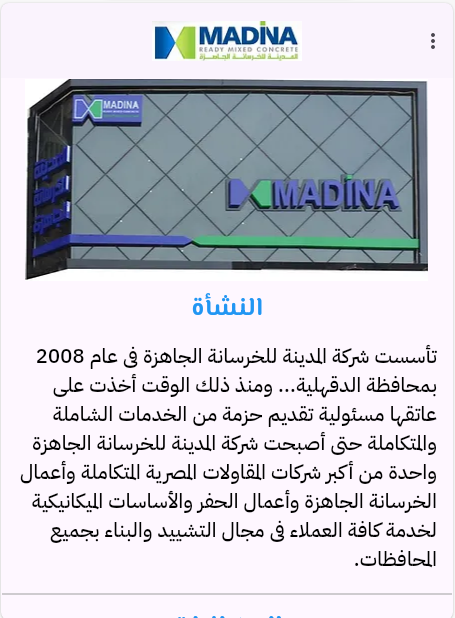 MADINA
READY MIXED CONCRETE
المدينة للخرسانة الجاهزة
MADINA
MADINA
النشأة
تأسست شركة المدينة للخرسانة الجاهزة فى عام 2008
بمحافظة الدقهلية... ومنذ ذلك الوقت أخذت على
عاتقها مسئولية تقديم حزمة من الخدمات الشاملة
والمتكاملة حتى أصبحت شركة المدينة للخرسانة الجاهزة
واحدة من أكبر شركات المقاولات المصرية المتكاملة وأعمال
الخرسانة الجاهزة وأعمال الحفر والأساسات الميكانيكية
لخدمة كافة العملاء فى مجال التشييد والبناء بجميع
المحافظات.